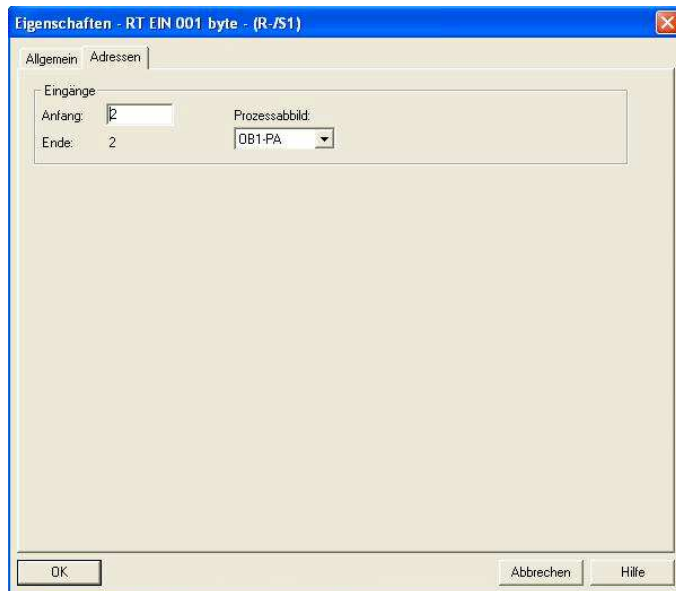 Eigenschaften - RT EIN 001 byte - (R-/S1)
Allgemein Adressen
Eingänge
Anfang: 2 Prozessabbild:
Ende: 2 OB1-PA
OK Abbrechen Hilfe